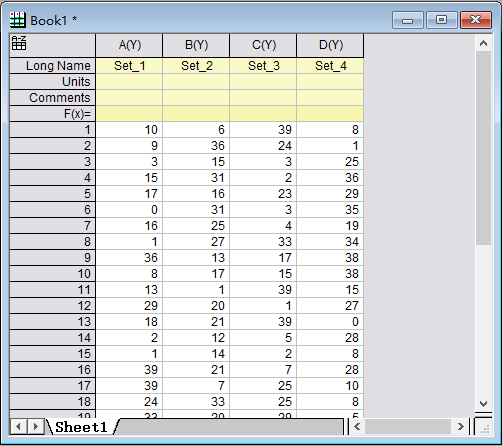 Book1 *
A(Y) B(Y) C(Y) D(Y)
Long Name Set_1 Set_2 Set_3 Set_4
Units
Comments
F(x)=
1 10 6 39 8
2 9 36 24 1
3 3 15 3 25
4 15 31 2 36
5 17 16 23 29
6 0 31 3 35
7 16 25 4 19
8 1 27 33 34
9 36 13 17 38
10 8 17 15 38
11 13 1 39 15
12 29 20 1 27
13 18 21 39 0
14 2 12 5 28
15 1 14 2 8
16 39 21 7 28
17 39 7 25 10
18 24 33 25 8
Sheet1